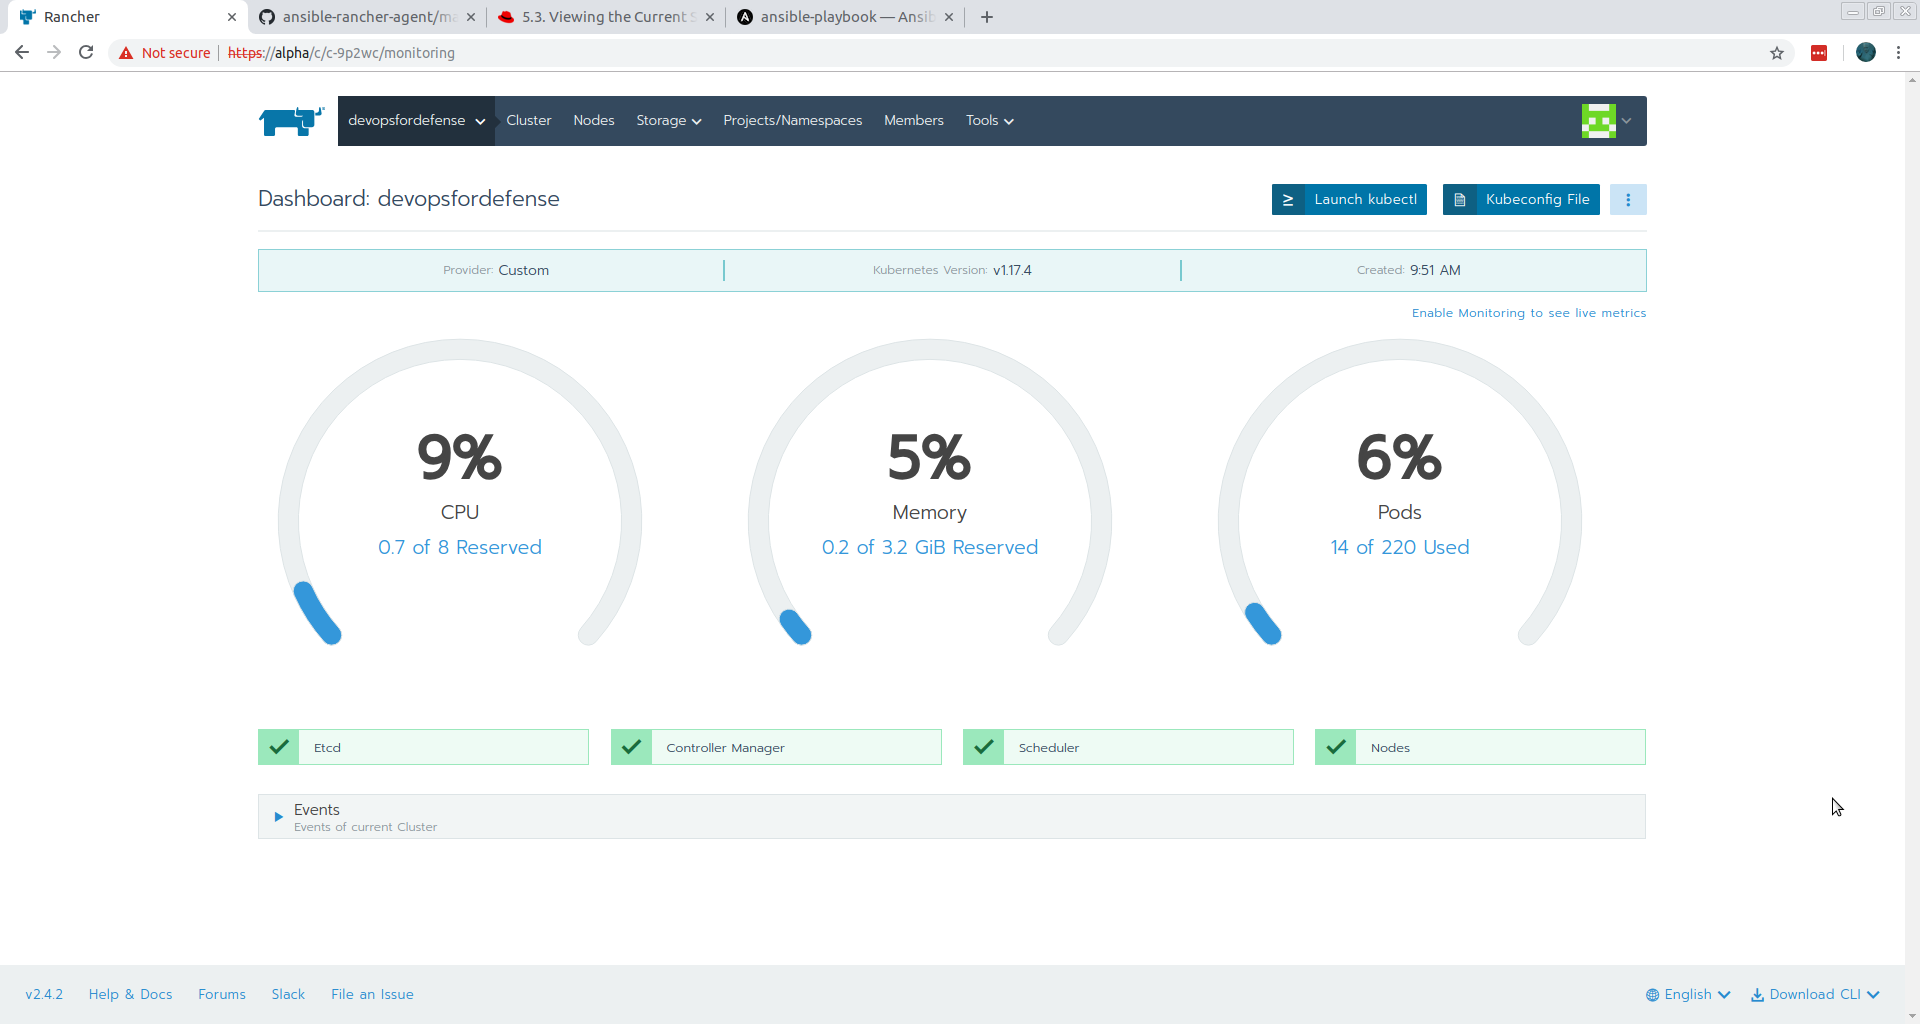 Rancher
ansible-rancher-agent/ma
5.3. Viewing the Current S
ansible-playbook — Ansib
Not secure https://alpha/c/c-9p2wc/monitoring
devopsfordefense Cluster Nodes Storage Projects/Namespaces Members Tools
Dashboard: devopsfordefense
Launch kubectl
Kubeconfig File
Provider: Custom
Kubernetes Version: v1.17.4
Created: 9:51 AM
Enable Monitoring to see live metrics
9%
CPU
0.7 of 8 Reserved
5%
Memory
0.2 of 3.2 GiB Reserved
6%
Pods
14 of 220 Used
Etcd
Controller Manager
Scheduler
Nodes
Events
Events of current Cluster
v2.4.2 Help & Docs Forums Slack File an Issue English Download CLI